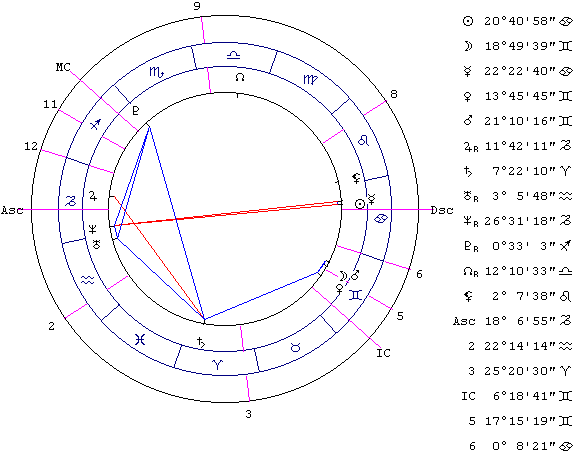 9
MC
8
11
12
Asc
Dsc
6
2
5
IC
3
☉ 20°40'58"♋
☽ 18°49'39"♊
☿ 22°22'40"♋
♀ 13°45'45"♊
♂ 21°10'16"♊
♃R 11°42'11"♑
♄ 7°22'10"♈
♅R 3° 5'48"♒
♆R 26°31'18"♑
♇R 0°33' 3"♐
☊R 12°10'33"♎
⚸ 2° 7'38"♌
Asc 18° 6'55"♑
2 22°14'14"♒
3 25°20'30"♈
IC 6°18'41"♊
5 17°15'19"♊
6 0° 8'21"♋